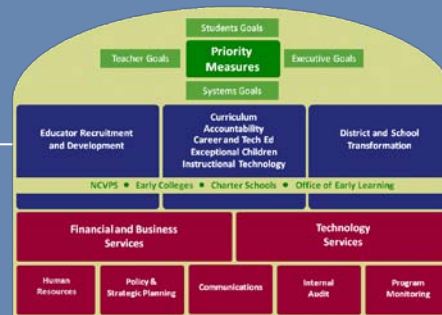 Students Goals
Teacher Goals
Priority
Measures
Executive Goals
Systems Goals
Educator Recruitment
and Development
Curriculum
Accountability
Career and Tech Ed
Exceptional Children
Instructional Technology
District and School
Transformation
NCVPS • Early Colleges • Charter Schools • Office of Early Learning
Financial and Business
Services
Technology
Services
Human
Resources
Policy &
Strategic Planning
Communications
Internal
Audit
Program
Monitoring